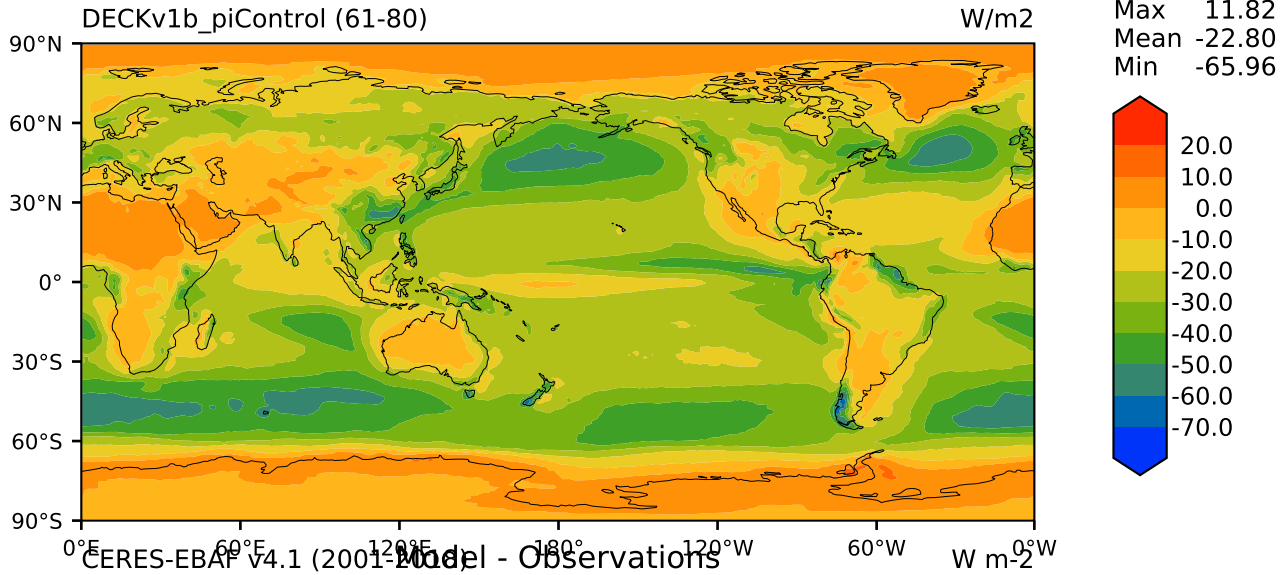 DECKv1b_piControl (61-80) W/m2
Max 11.82
Mean -22.80
Min -65.96
90°N
60°N
30°N
0°
30°S
60°S
90°S
20.0
10.0
0.0
-10.0
-20.0
-30.0
-40.0
-50.0
-60.0
-70.0
0°E 60°E 120°E 180° 120°W 60°W 0°W
CERES-EBAF v4.1 (2001-2018) Model - Observations W m-2